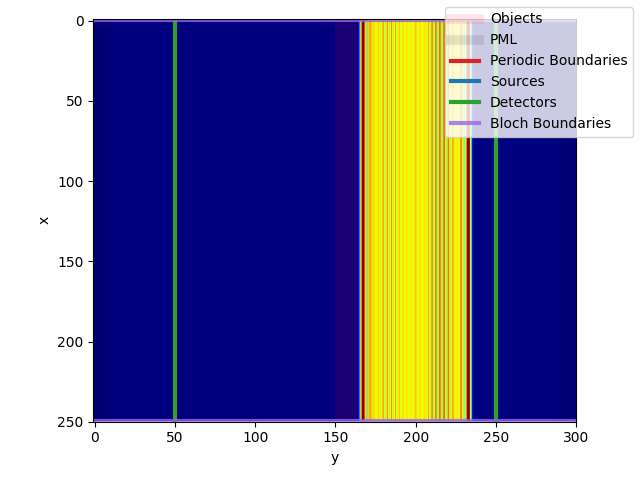 Objects
PML
Periodic Boundaries
Sources
Detectors
Bloch Boundaries
0
50
100
150
200
250
x
0
50
100
150
200
250
300
y